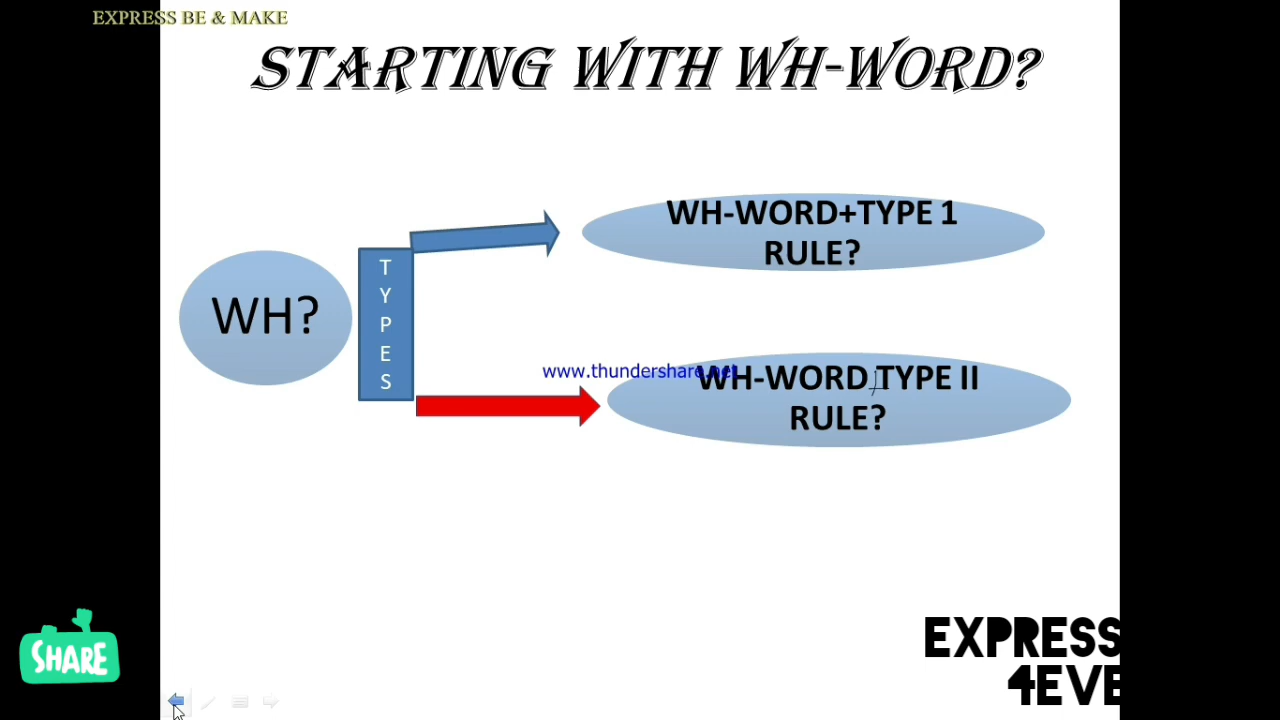 EXPRESS BE & MAKE
STARTING WITH WH-WORD?
WH-WORD+TYPE 1
RULE?
WH?
T
Y
P
E
S
www.thundershare.net
WH-WORD TYPE II
RULE?
SHARE
EXPRESS
4EVE